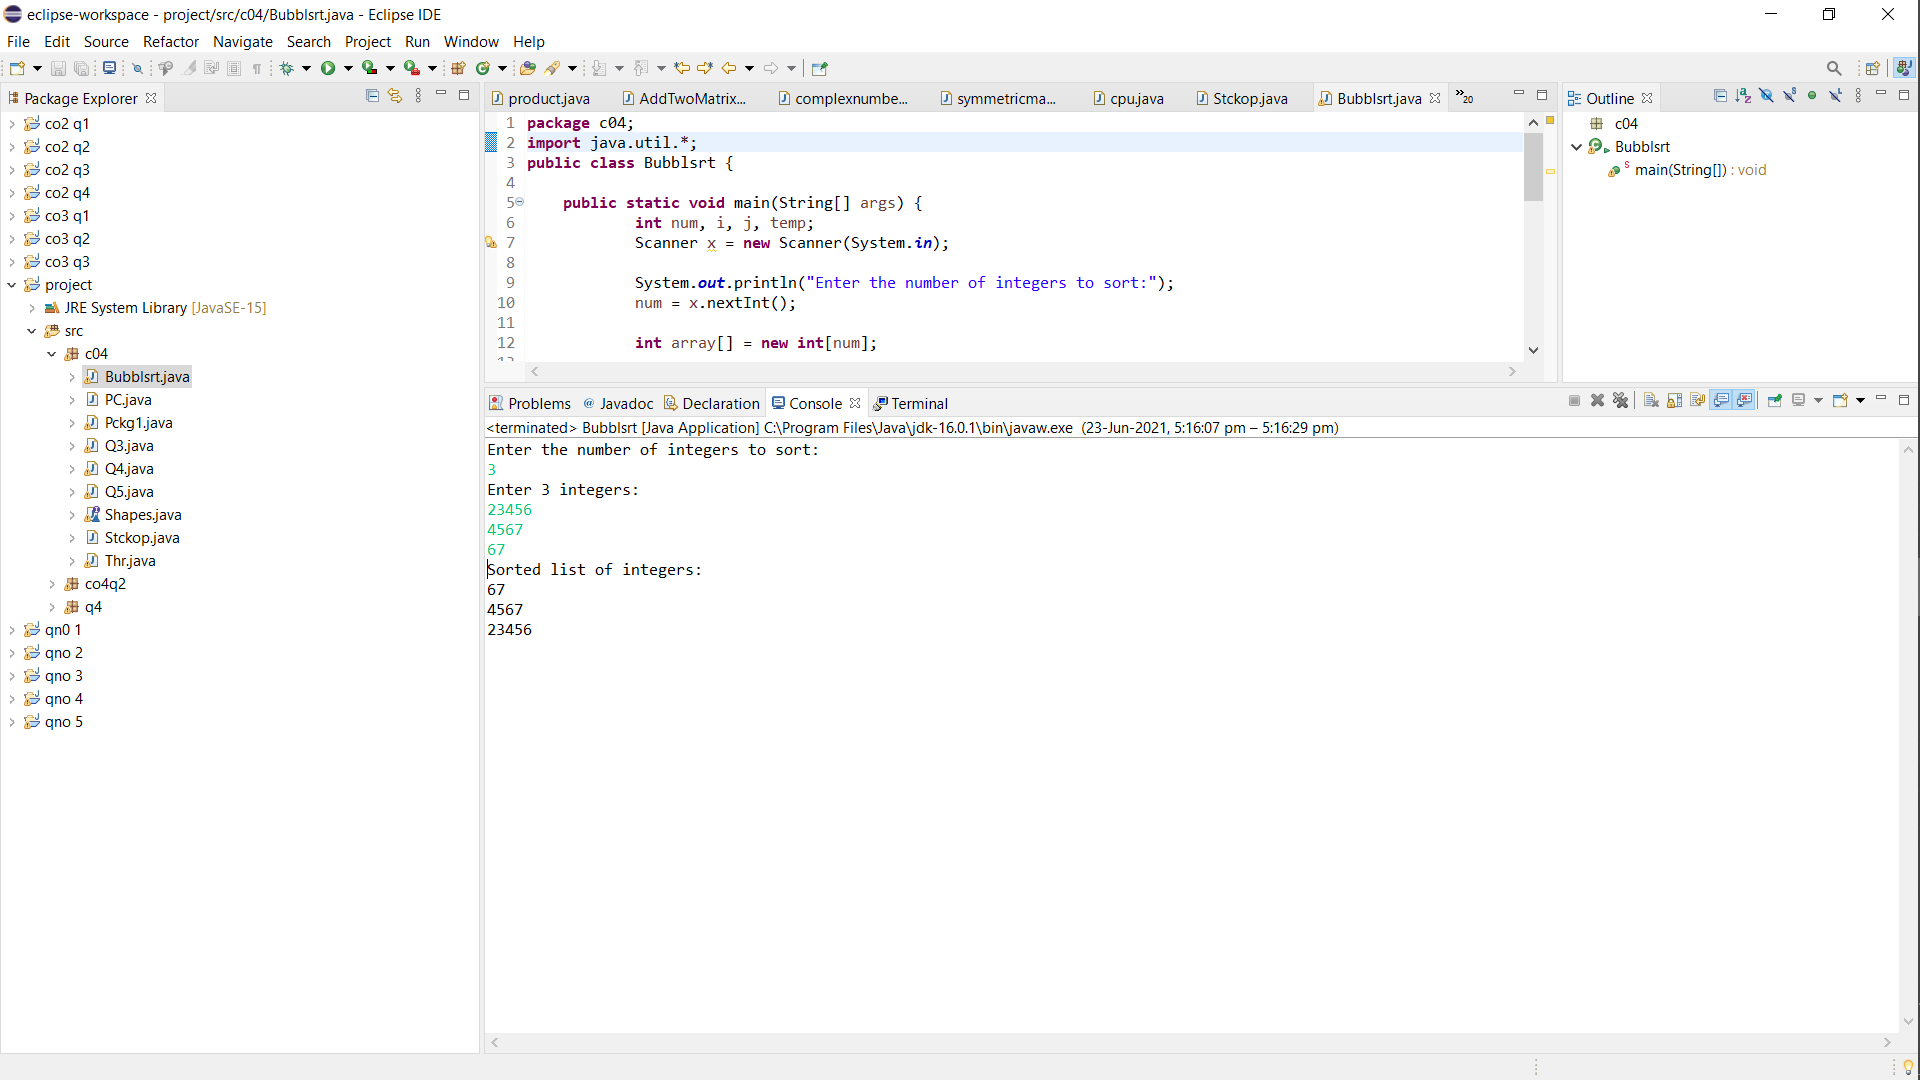 eclipse-workspace - project/src/c04/Bubblsrt.java - Eclipse IDE
File Edit Source Refactor Navigate Search Project Run Window Help
Package Explorer
co2 q1
co2 q2
co2 q3
co2 q4
co3 q1
co3 q2
co3 q3
project
JRE System Library [JavaSE-15]
src
c04
Bubblsrt.java
PC.java
Pckg1.java
Q3.java
Q4.java
Q5.java
Shapes.java
Stckop.java
Thr.java
co4q2
q4
qn0 1
qno 2
qno 3
qno 4
qno 5
product.java AddTwoMatrix... complexnumbe... symmetricma... cpu.java Stckop.java Bubblsrt.java »20
1 package c04;
2 import java.util.*;
3 public class Bubblsrt {
4
5 public static void main(String[] args) {
6 int num, i, j, temp;
7 Scanner x = new Scanner(System.in);
8
9 System.out.println("Enter the number of integers to sort:");
10 num = x.nextInt();
11
12 int array[] = new int[num];
Outline
c04
Bubblsrt
main(String[]) : void
Problems @ Javadoc Declaration Console Terminal
<terminated> Bubblsrt [Java Application] C:\Program Files\Java\jdk-16.0.1\bin\javaw.exe (23-Jun-2021, 5:16:07 pm – 5:16:29 pm)
Enter the number of integers to sort:
3
Enter 3 integers:
23456
4567
67
Sorted list of integers:
67
4567
23456